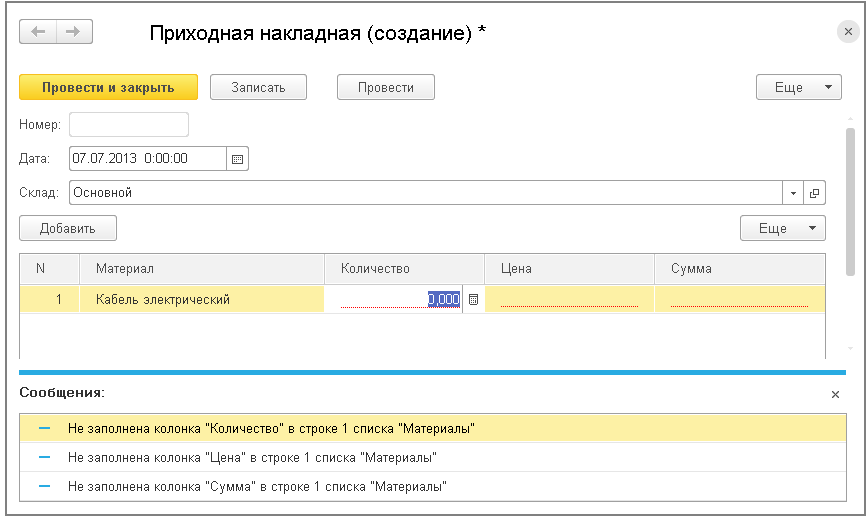 Приходная накладная (создание) *
Провести и закрыть Записать Провести Еще
Номер:
Дата: 07.07.2013 0:00:00
Склад: Основной
Добавить Еще
N Материал Количество Цена Сумма
1 Кабель электрический 0,000
Сообщения:
Не заполнена колонка "Количество" в строке 1 списка "Материалы"
Не заполнена колонка "Цена" в строке 1 списка "Материалы"
Не заполнена колонка "Сумма" в строке 1 списка "Материалы"